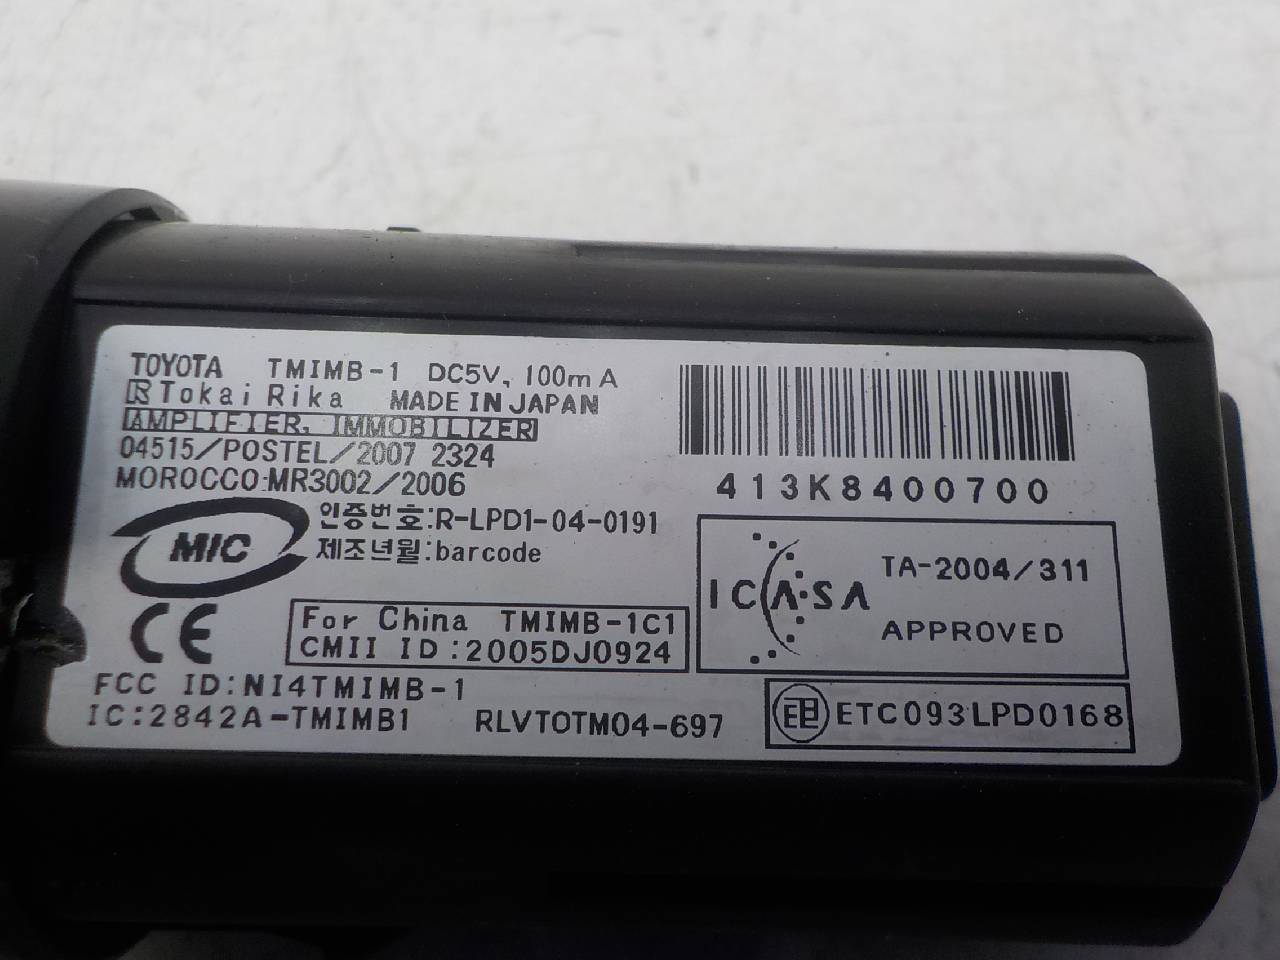 TOYOTA TMIMB-1 DC5V, 100mA
R Tokai Rika MADE IN JAPAN
AMPLIFIER, IMMOBILIZER
04515/POSTEL/2007 2324
MOROCCO:MR3002/2006
413K8400700
MIC
인증번호:R-LPD1-04-0191
제조년월:barcode
ICASA
TA-2004/311
APPROVED
CE
For China TMIMB-1C1
CMII ID:2005DJ0924
FCC ID:NI4TMIMB-1
IC:2842A-TMIMB1 RLVTOTM04-697
ETC093LPD0168